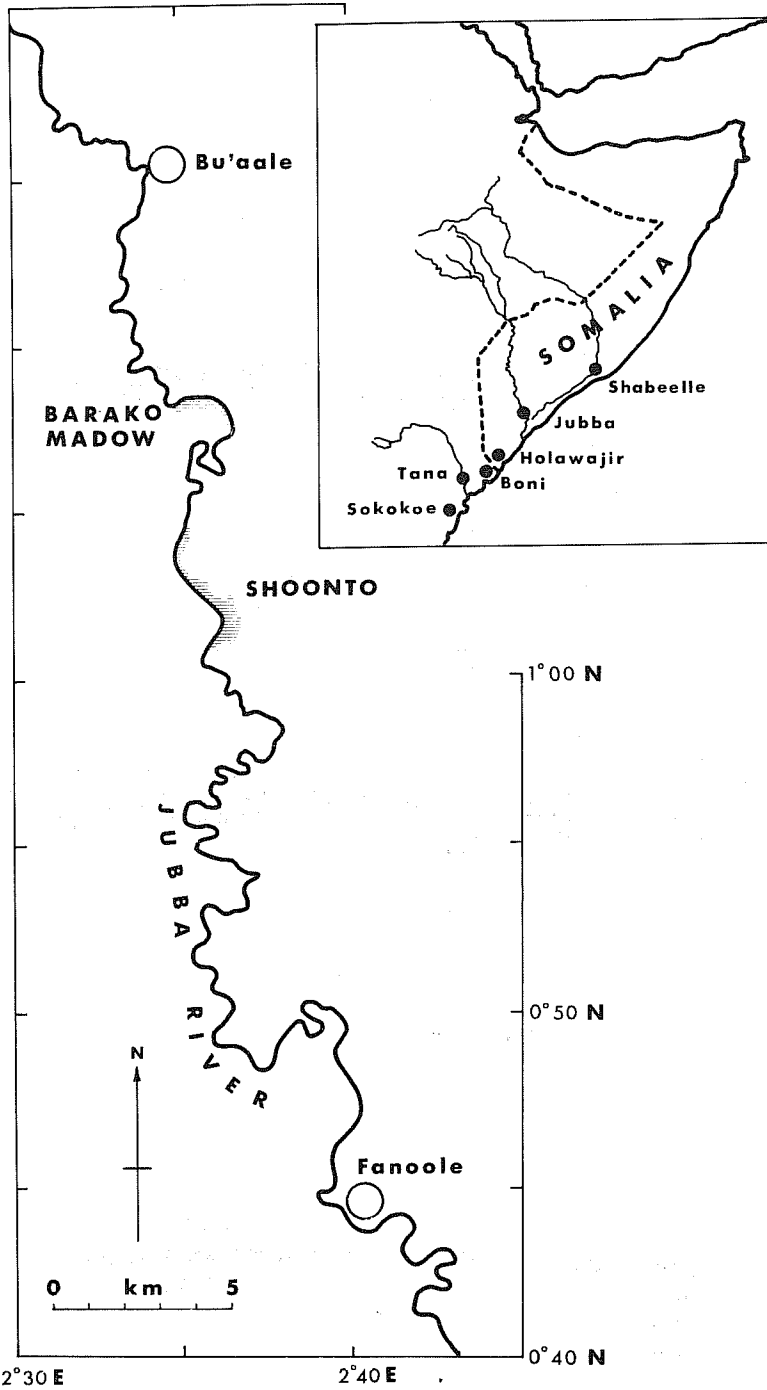 Bu'aale
BARAKO
MADOW
SHOONTO
JUBBA RIVER
N
Fanoole
0 km 5
2°30 E
2°40 E
1°00 N
0°50 N
0°40 N
SOMALIA
Shabeelle
Jubba
Holawajir
Boni
Tana
Sokokoe